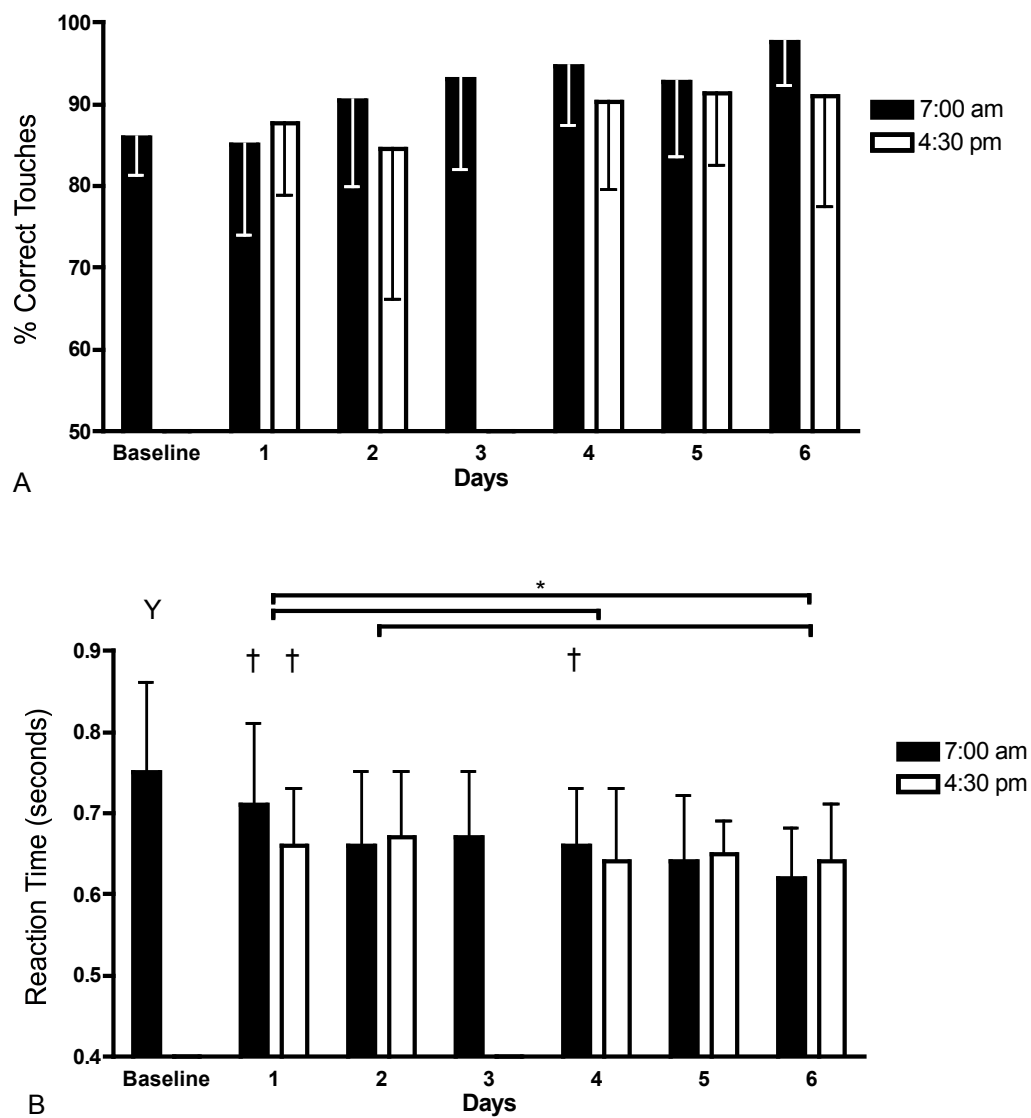 100
90
80
70
60
50
% Correct Touches
Baseline 1 2 3 4 5 6
Days
7:00 am
4:30 pm
A
*
Y
† † †
0.9
0.8
0.7
0.6
0.5
0.4
Reaction Time (seconds)
Baseline 1 2 3 4 5 6
Days
7:00 am
4:30 pm
B